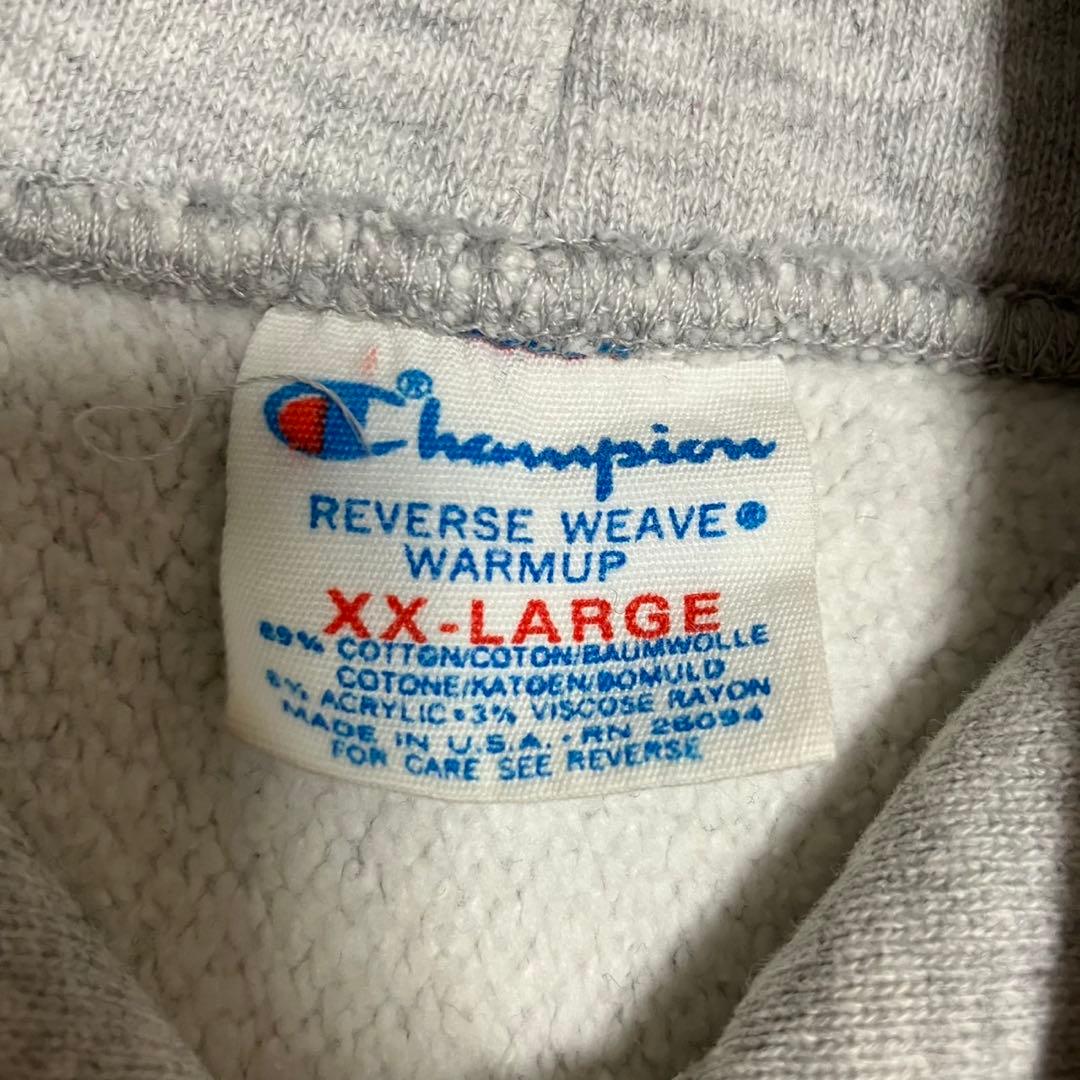 Champion®
REVERSE WEAVE®
WARMUP
XX-LARGE
89% COTTON/COTON/BAUMWOLLE
COTONE/KATOEN/BOMULD
8% ACRYLIC•3% VISCOSE RAYON
MADE IN U.S.A. • RN 26094
FOR CARE SEE REVERSE